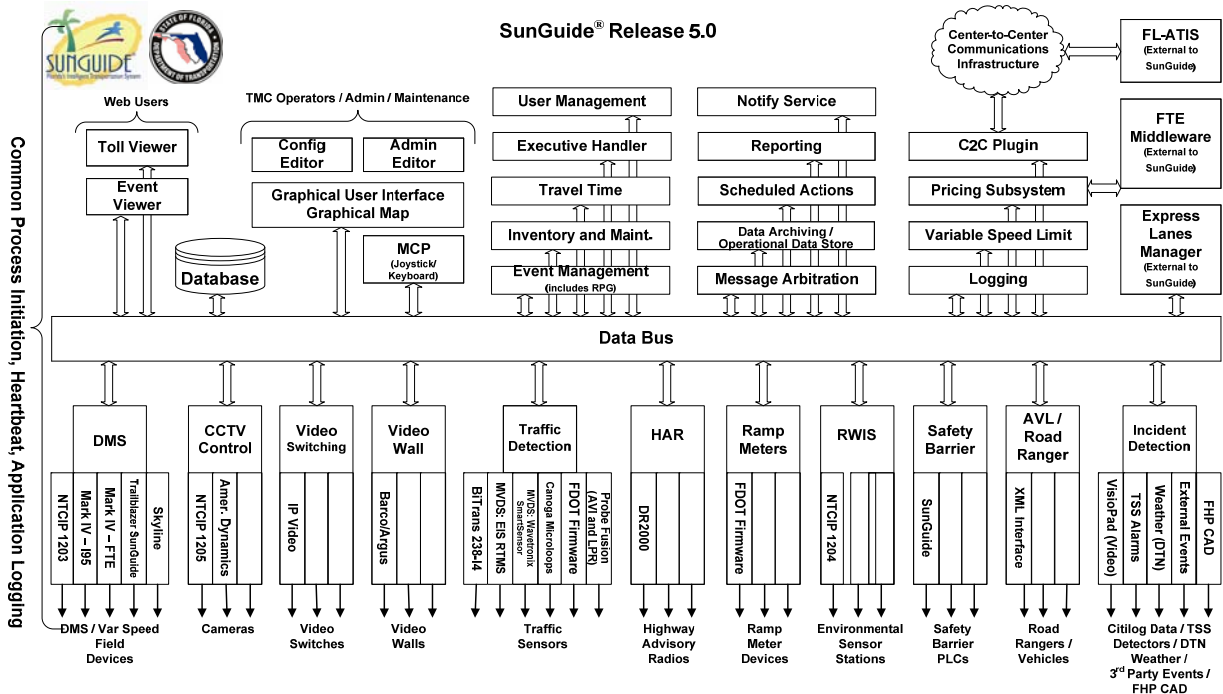 SunGuide® Release 5.0
SUNGUIDE®
Florida's Intelligent Transportation System
STATE OF FLORIDA
DEPARTMENT OF TRANSPORTATION
Common Process Initiation, Heartbeat, Application Logging
Web Users
Toll Viewer
Event
Viewer
TMC Operators / Admin / Maintenance
Config
Editor
Admin
Editor
Graphical User Interface
Graphical Map
Database
MCP
(Joystick/
Keyboard)
User Management
Executive Handler
Travel Time
Inventory and Maint.
Event Management
(includes RPG)
Notify Service
Reporting
Scheduled Actions
Data Archiving /
Operational Data Store
Message Arbitration
Center-to-Center
Communications
Infrastructure
C2C Plugin
Pricing Subsystem
Variable Speed Limit
Logging
FL-ATIS
(External to
SunGuide)
FTE
Middleware
(External to
SunGuide)
Express
Lanes
Manager
(External to
SunGuide)
Data Bus
DMS
NTCIP 1203
Mark IV – I95
Mark IV – FTE
Trailblazer SunGuide
Skyline
DMS / Var Speed
Field
Devices
CCTV
Control
NTCIP 1205
Amer. Dynamics
Cameras
Video
Switching
IP Video
Video
Switches
Video
Wall
Barco/Argus
Video
Walls
Traffic
Detection
BiTrans 238-I4
MVDS: EIS RTMS
MVDS: Wavetronix
SmartSensor
Canoga Microloops
FDOT Firmware
Probe Fusion
(AVI and LPR)
Traffic
Sensors
HAR
DR2000
Highway
Advisory
Radios
Ramp
Meters
FDOT Firmware
Ramp
Meter
Devices
RWIS
NTCIP 1204
Environmental
Sensor
Stations
Safety
Barrier
SunGuide
Safety
Barrier
PLCs
AVL /
Road
Ranger
XML Interface
Road
Rangers /
Vehicles
Incident
Detection
VisioPad (Video)
TSS Alarms
Weather (DTN)
External Events
FHP CAD
Citilog Data / TSS
Detectors / DTN
Weather /
3rd Party Events /
FHP CAD